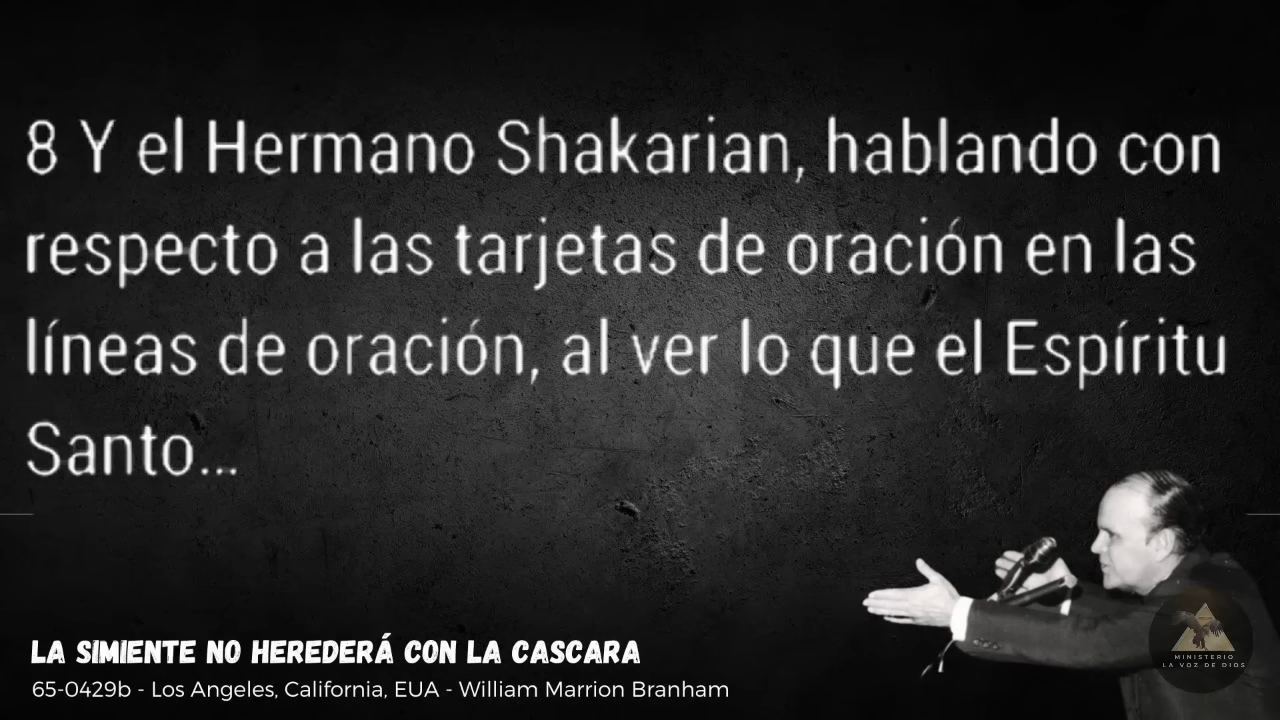 8 Y el Hermano Shakarian, hablando con
respecto a las tarjetas de oración en las
líneas de oración, al ver lo que el Espíritu
Santo...
LA SIMIENTE NO HEREDERÁ CON LA CASCARA
65-0429b - Los Angeles, California, EUA - William Marrion Branham
MINISTERIO
LA VOZ DE DIOS